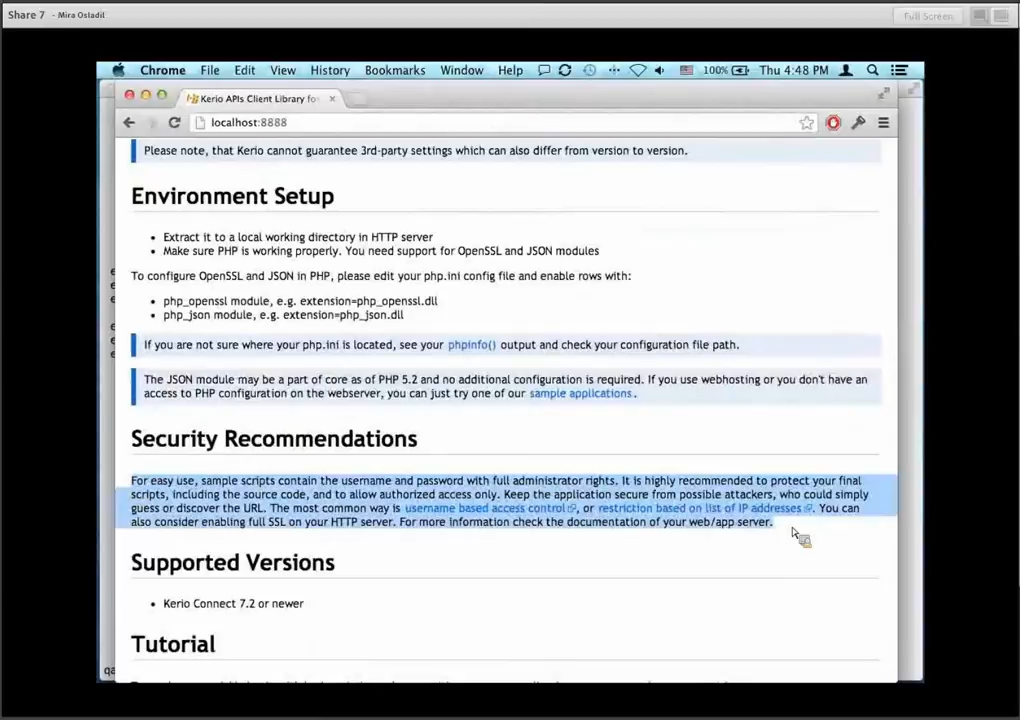 Share 7 - Mira Ostadil
Full Screen
Chrome File Edit View History Bookmarks Window Help 100% Thu 4:48 PM
Kerio APIs Client Library for
localhost:8888
Please note, that Kerio cannot guarantee 3rd-party settings which can also differ from version to version.
Environment Setup
• Extract it to a local working directory in HTTP server
• Make sure PHP is working properly. You need support for OpenSSL and JSON modules
To configure OpenSSL and JSON in PHP, please edit your php.ini config file and enable rows with:
• php_openssl module, e.g. extension=php_openssl.dll
• php_json module, e.g. extension=php_json.dll
If you are not sure where your php.ini is located, see your phpinfo() output and check your configuration file path.
The JSON module may be a part of core as of PHP 5.2 and no additional configuration is required. If you use webhosting or you don't have an
access to PHP configuration on the webserver, you can just try one of our sample applications.
Security Recommendations
For easy use, sample scripts contain the username and password with full administrator rights. It is highly recommended to protect your final
scripts, including the source code, and to allow authorized access only. Keep the application secure from possible attackers, who could simply
guess or discover the URL. The most common way is username based access control, or restriction based on list of IP addresses. You can
also consider enabling full SSL on your HTTP server. For more information check the documentation of your web/app server.
Supported Versions
• Kerio Connect 7.2 or newer
Tutorial